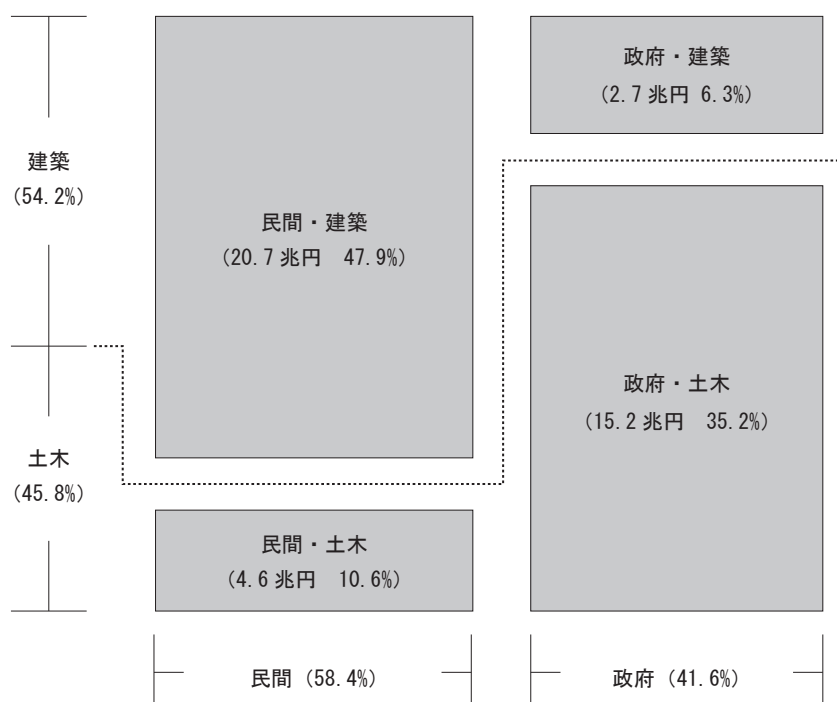 政府・建築
(2.7 兆円 6.3%)
建築
(54.2%)
民間・建築
(20.7 兆円 47.9%)
政府・土木
(15.2 兆円 35.2%)
土木
(45.8%)
民間・土木
(4.6 兆円 10.6%)
民間 (58.4%)
政府 (41.6%)